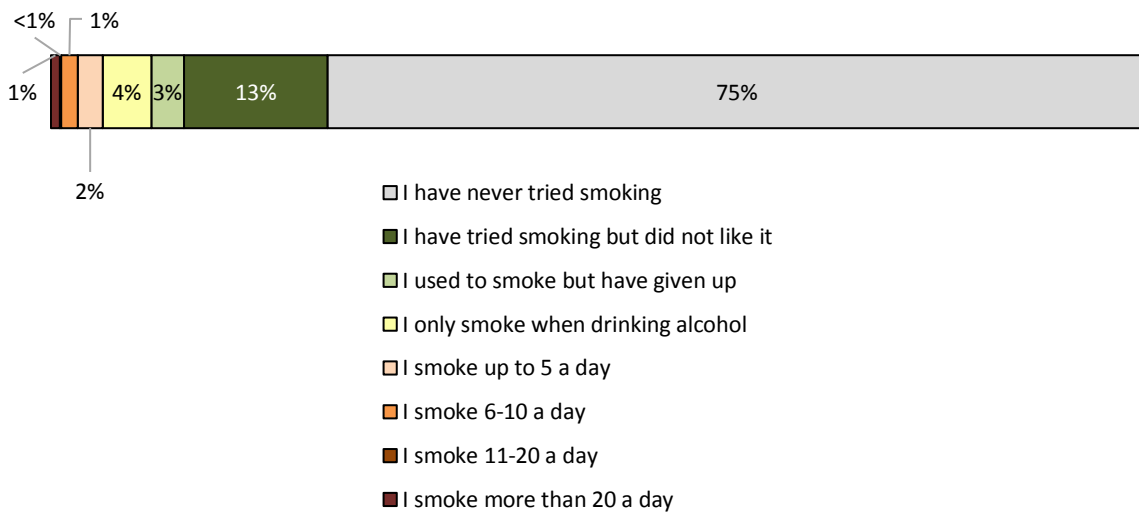 <1% 1%
1% 4% 3% 13% 75%
2%
I have never tried smoking
I have tried smoking but did not like it
I used to smoke but have given up
I only smoke when drinking alcohol
I smoke up to 5 a day
I smoke 6-10 a day
I smoke 11-20 a day
I smoke more than 20 a day